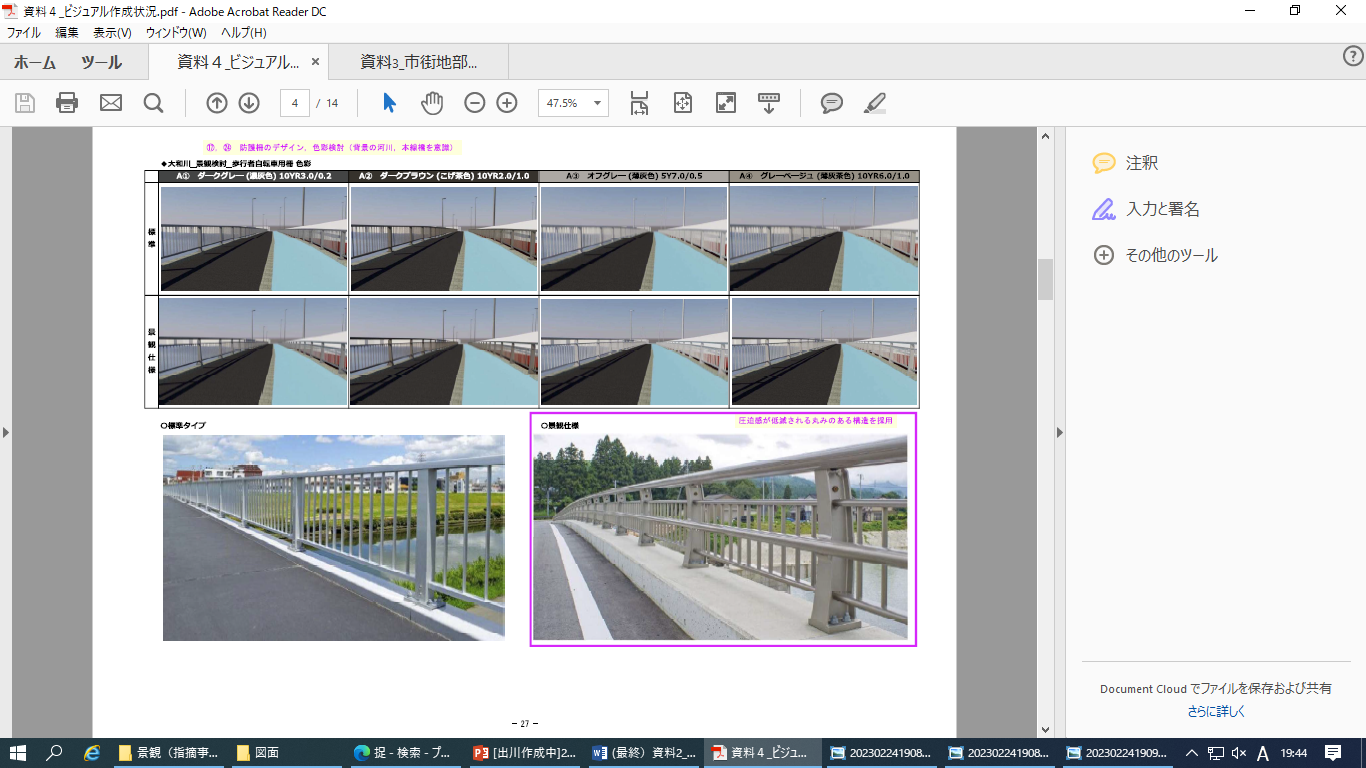 資料４_ビジュアル作成状況.pdf - Adobe Acrobat Reader DC
ファイル 編集 表示(V) ウィンドウ(W) ヘルプ(H)
ホーム ツール 資料４_ビジュアル... × 資料3_市街地部...
4 / 14 47.5%
⑰、㉘ 防護柵のデザイン、色彩検討（背景の河川、本線橋を意識）
◆大和川_景観検討_歩行者自転車用柵 色彩
A① ダークグレー (濃灰色) 10YR3.0/0.2 A② ダークブラウン (こげ茶色) 10YR2.0/1.0 A③ オフグレー (薄灰色) 5Y7.0/0.5 A④ グレーベージュ (薄灰茶色) 10YR6.0/1.0
標準
景観仕様
○標準タイプ
○景観仕様
圧迫感が低減される丸みのある構造を採用
- 27 -
注釈
入力と署名
その他のツール
Document Cloud でファイルを保存および共有
さらに詳しく
景観（指摘事... 図面 捉 - 検索 - プ... [出川作成中]2... (最終）資料2_... 資料４_ビジュ... 202302241908... 202302241908... 202302241909... A 19:44